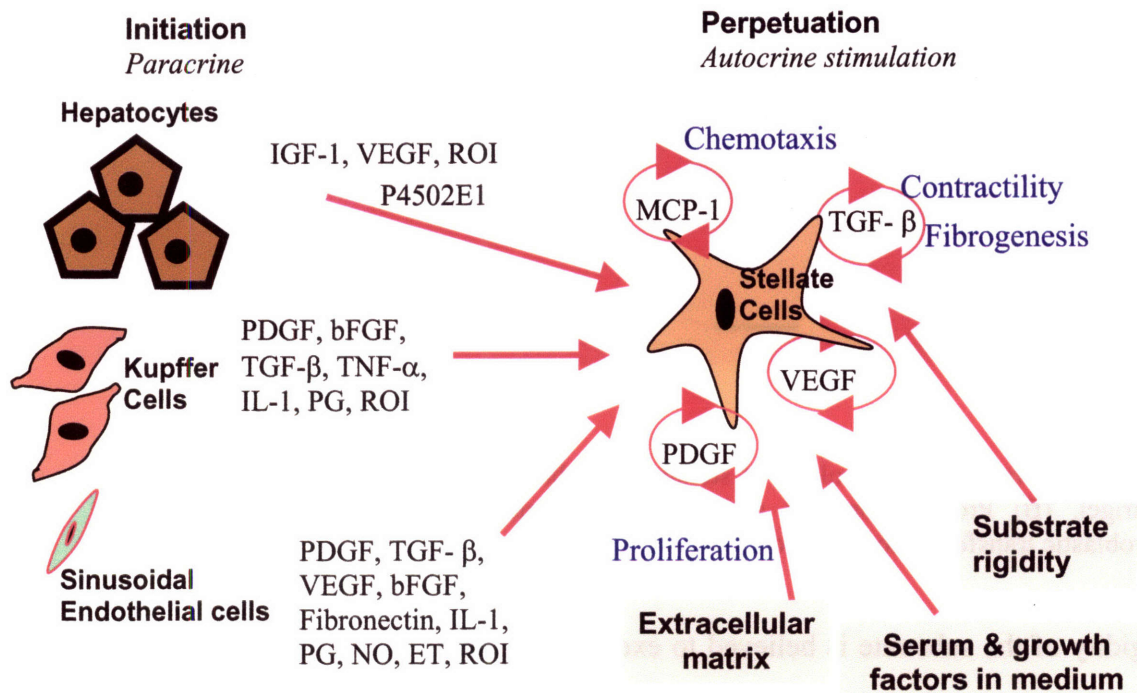 Initiation
Paracrine
Hepatocytes
IGF-1, VEGF, ROI
P4502E1
Kupffer
Cells
PDGF, bFGF,
TGF-β, TNF-α,
IL-1, PG, ROI
Sinusoidal
Endothelial cells
PDGF, TGF- β,
VEGF, bFGF,
Fibronectin, IL-1,
PG, NO, ET, ROI
Perpetuation
Autocrine stimulation
Chemotaxis
MCP-1
Contractility
TGF- β
Fibrogenesis
Stellate
Cells
VEGF
PDGF
Proliferation
Substrate
rigidity
Extracellular
matrix
Serum & growth
factors in medium